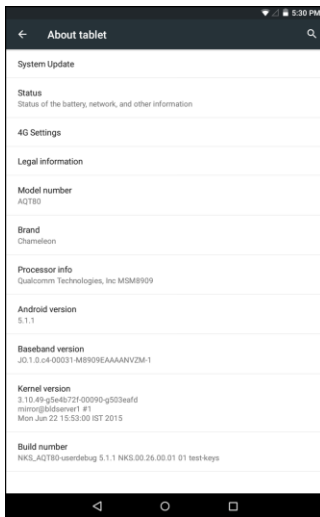 5:30 PM
About tablet
System Update
Status
Status of the battery, network, and other information
4G Settings
Legal information
Model number
AQT80
Brand
Chameleon
Processor info
Qualcomm Technologies, Inc MSM8909
Android version
5.1.1
Baseband version
J0.1.0.c4-00031-M8909EAAAANVZM-1
Kernel version
3.10.49-g5e4b72f-00090-g503eafd
mirror@bldserver1 #1
Mon Jun 22 15:53:00 IST 2015
Build number
NKS_AQT80-userdebug 5.1.1 NKS.00.26.00.01 01 test-keys